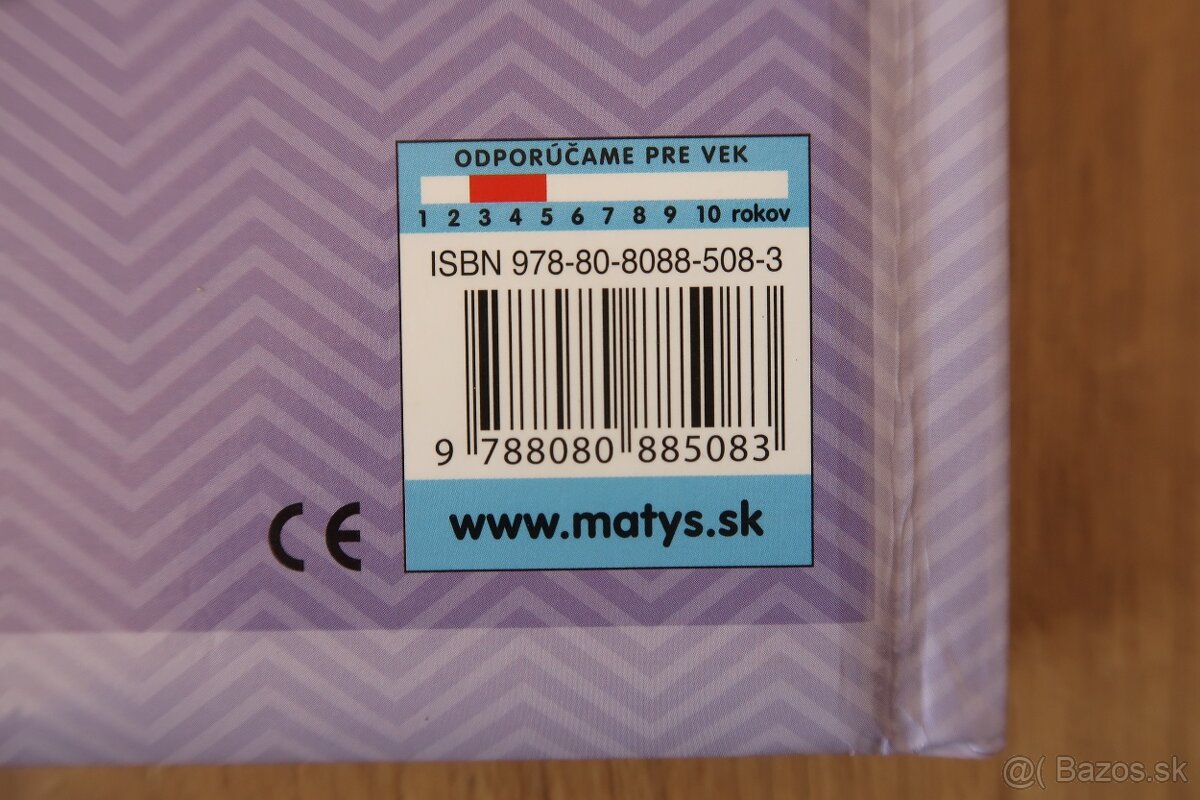 ODPORÚČAME PRE VEK
1 2 3 4 5 6 7 8 9 10 rokov
ISBN 978-80-8088-508-3
9 788080 885083
www.matys.sk
CE
@( Bazos.sk